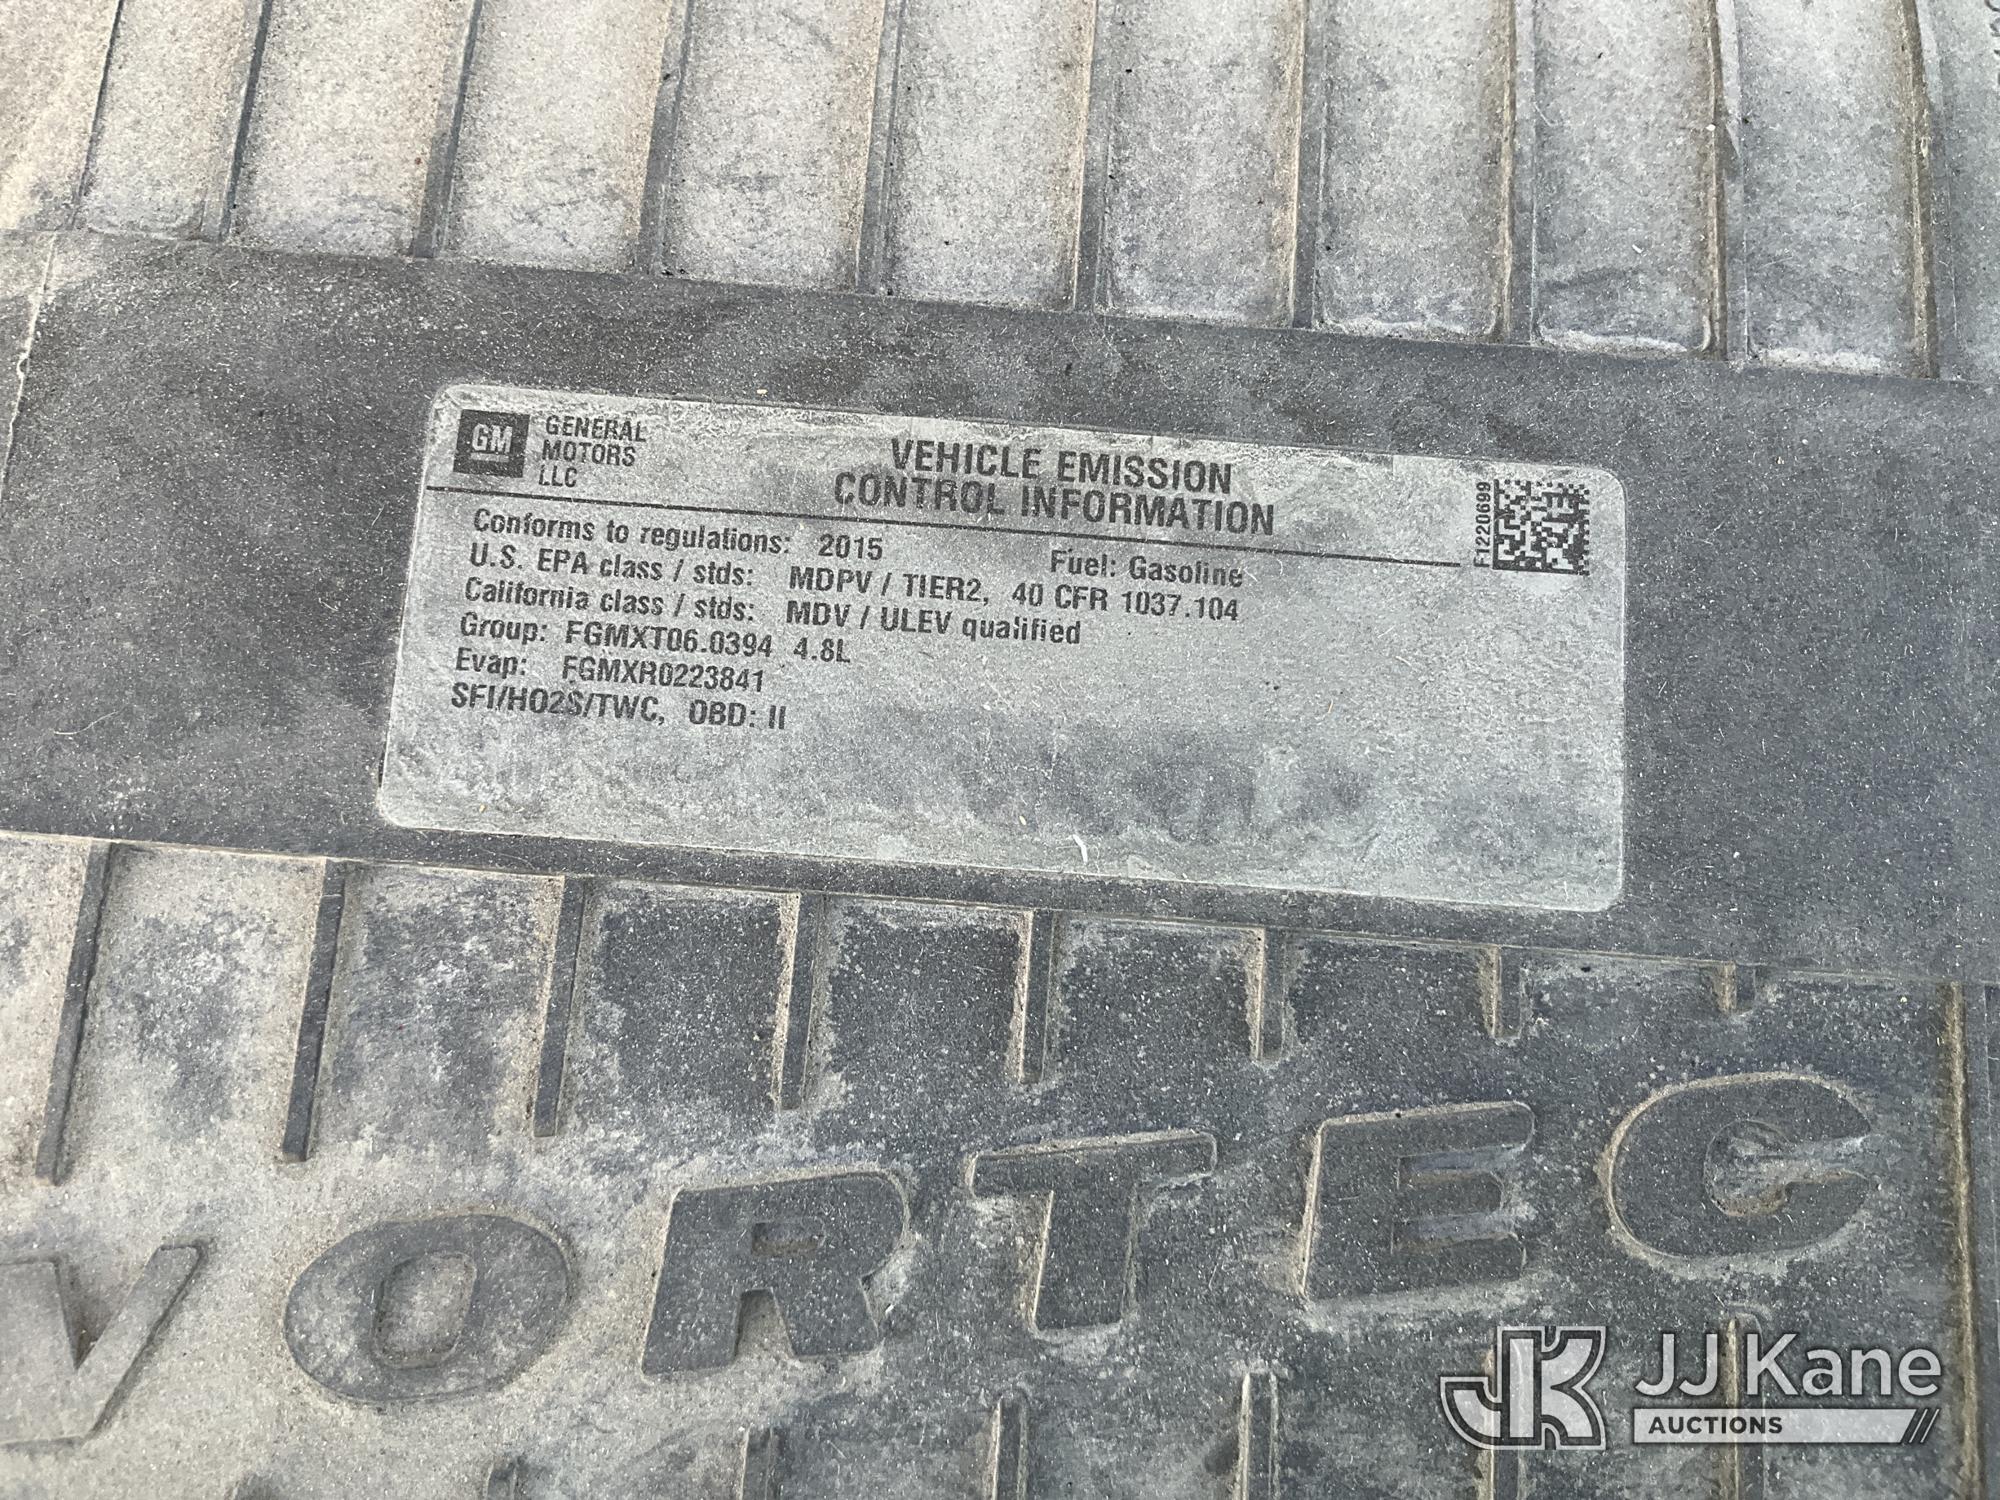 GM
GENERAL
MOTORS
LLC
VEHICLE EMISSION
CONTROL INFORMATION
F1220699
Conforms to regulations: 2015 Fuel: Gasoline
U.S. EPA class / stds: MDPV / TIER2, 40 CFR 1037.104
California class / stds: MDV / ULEV qualified
Group: FGMXT06.0394 4.8L
Evap: FGMXR0223841
SFI/HO2S/TWC, OBD: II
VORTEC
JK JJ Kane
AUCTIONS